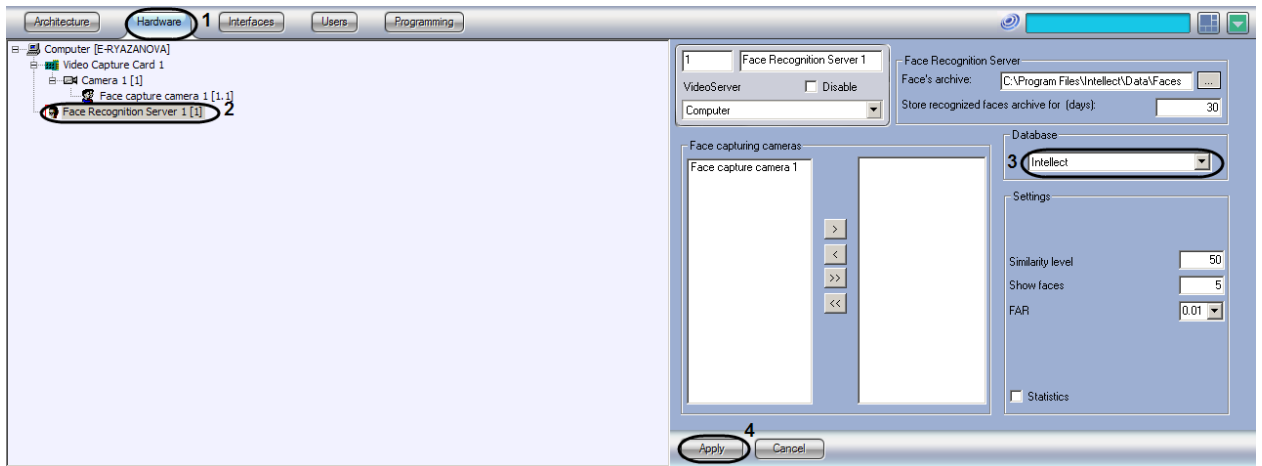 Architecture Hardware 1 Interfaces Users Programming
Computer [E-RYAZANOVA]
Video Capture Card 1
Camera 1 [1]
Face capture camera 1 [1.1]
Face Recognition Server 1 [1] 2
1 Face Recognition Server 1
VideoServer Disable
Computer
Face Recognition Server
Face's archive: C:\Program Files\Intellect\Data\Faces ...
Store recognized faces archive for (days): 30
Face capturing cameras
Face capture camera 1
>
<
>>
<<
Database
3 Intellect
Settings
Similarity level 50
Show faces 5
FAR 0.01
Statistics
4
Apply Cancel